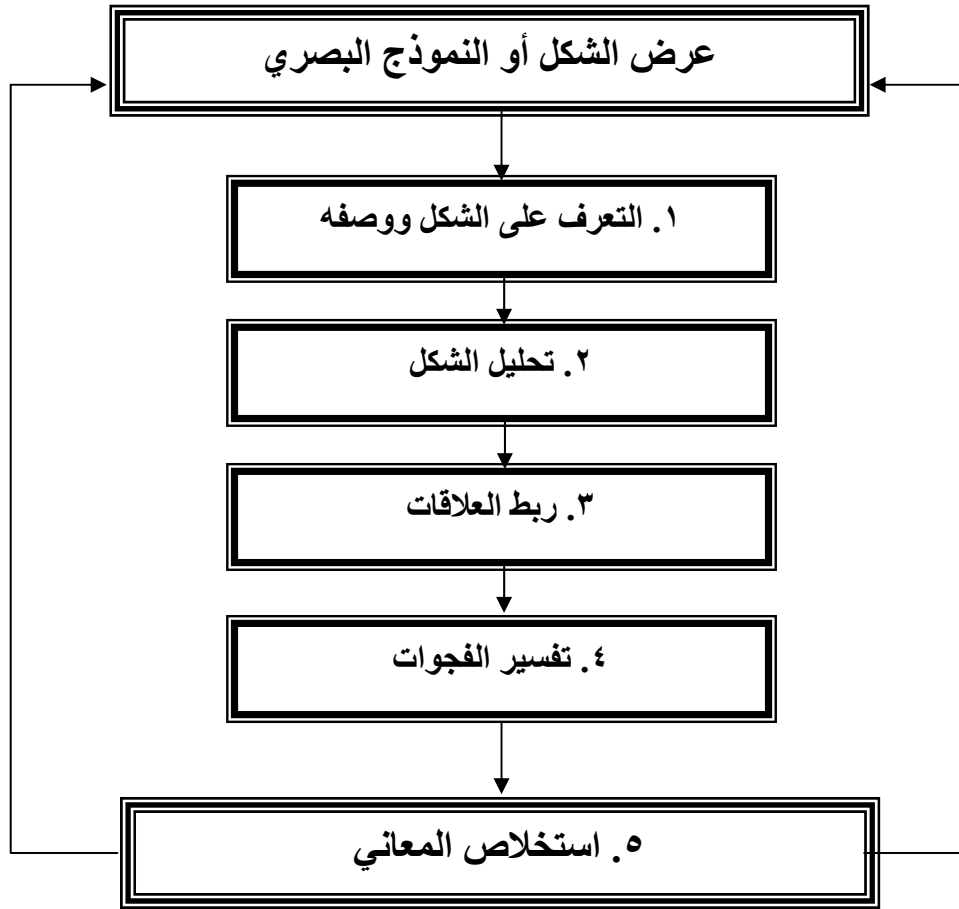 عرض الشكل أو النموذج البصري
١. التعرف على الشكل ووصفه
٢. تحليل الشكل
٣. ربط العلاقات
٤. تفسير الفجوات
٥. استخلاص المعاني